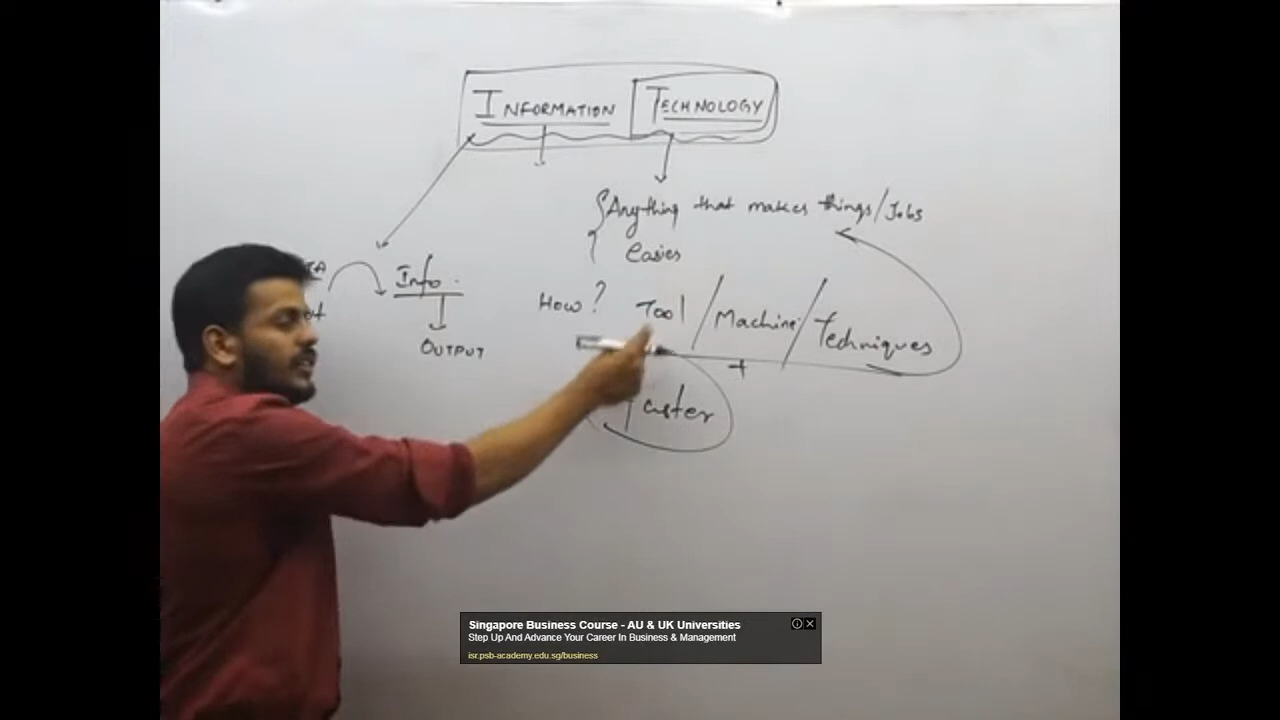 INFORMATION TECHNOLOGY
Anything that makes things/Jobs
Easies
Info.
How? Tool / Machine / Techniques
OUTPUT
+
Faster
Singapore Business Course - AU & UK Universities
Step Up And Advance Your Career In Business & Management
isr.psb-academy.edu.sg/business